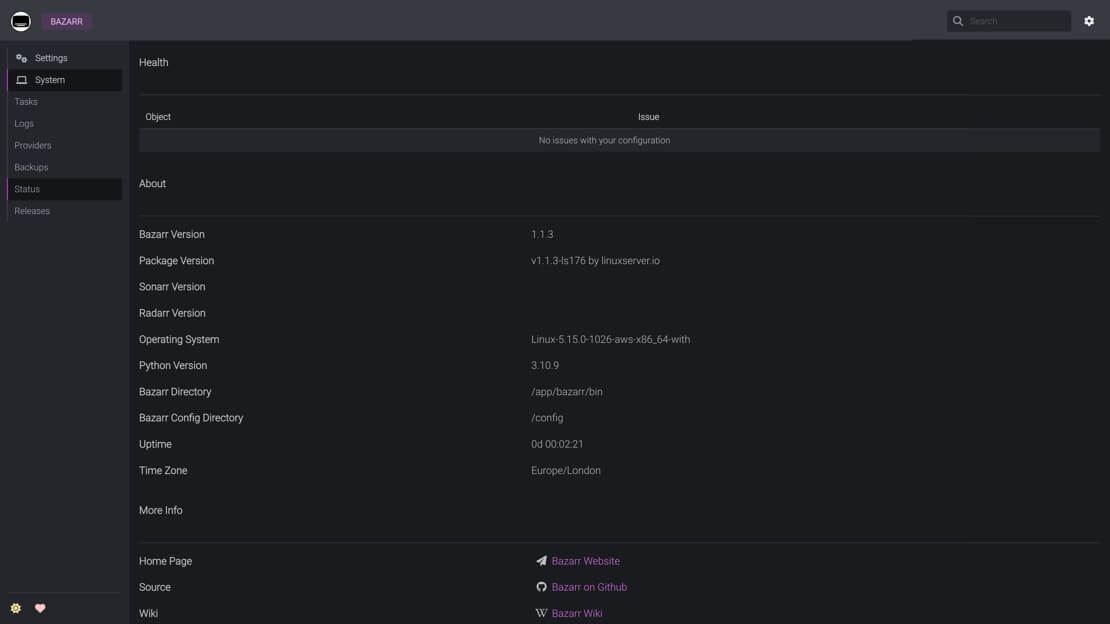 BAZARR
Search
Settings
System
Tasks
Logs
Providers
Backups
Status
Releases
Health
Object Issue
No issues with your configuration
About
Bazarr Version 1.1.3
Package Version v1.1.3-ls176 by linuxserver.io
Sonarr Version
Radarr Version
Operating System Linux-5.15.0-1026-aws-x86_64-with
Python Version 3.10.9
Bazarr Directory /app/bazarr/bin
Bazarr Config Directory /config
Uptime 0d 00:02:21
Time Zone Europe/London
More Info
Home Page Bazarr Website
Source Bazarr on Github
Wiki Bazarr Wiki